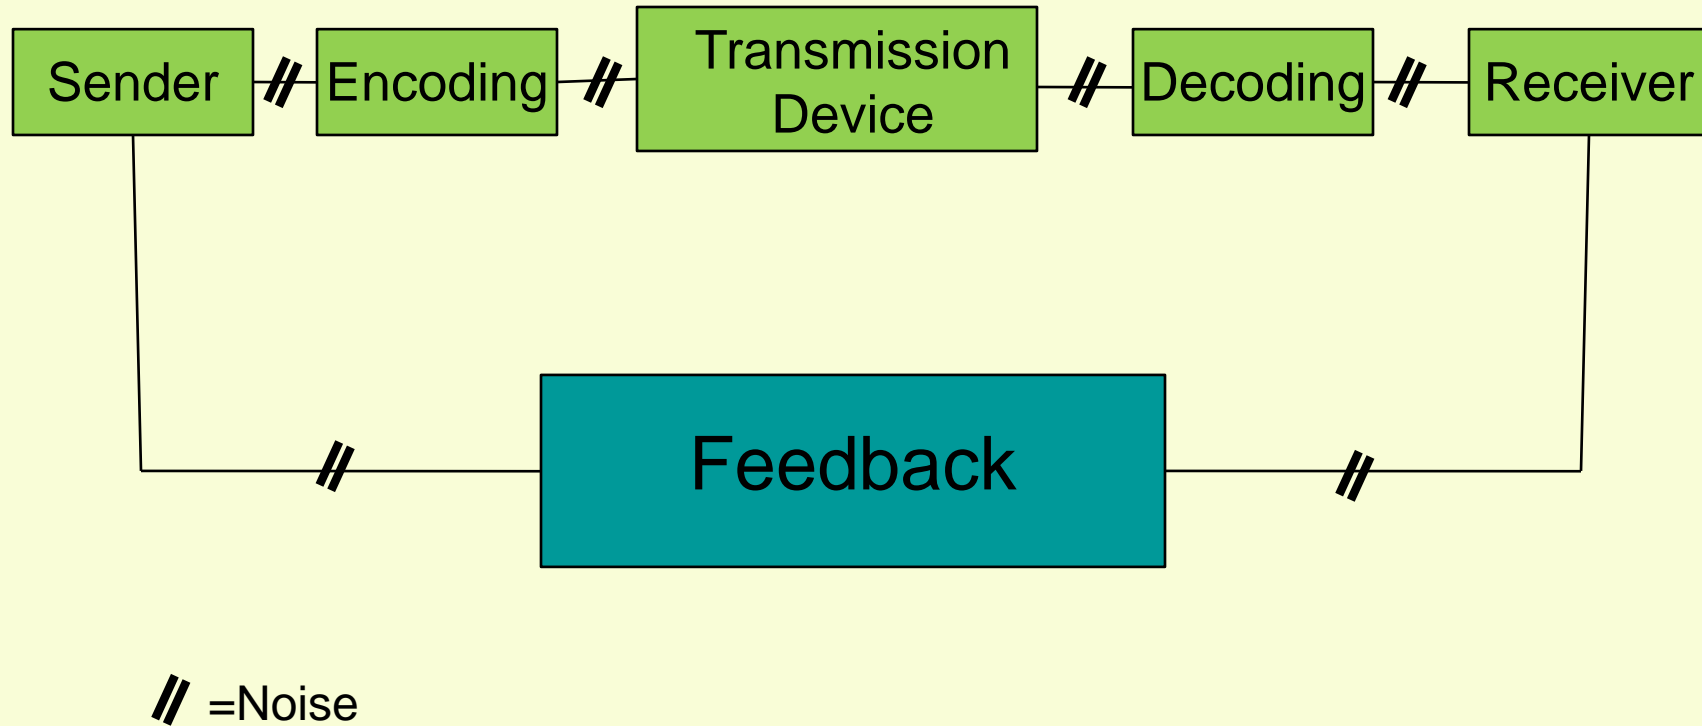 Sender
Encoding
Transmission
Device
Decoding
Receiver
Feedback
=Noise